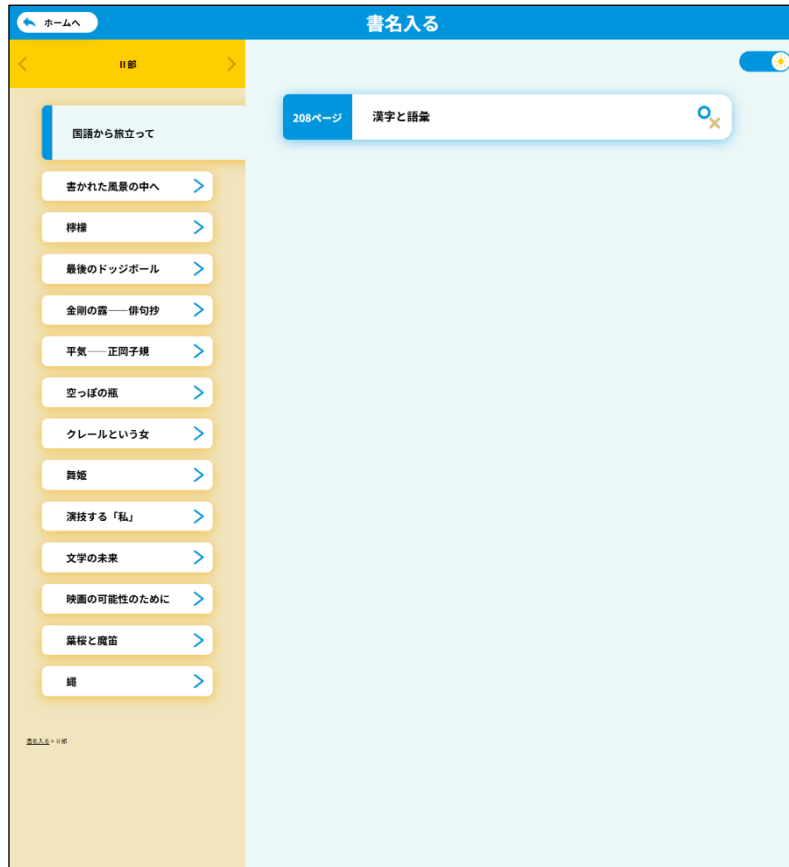 ホームへ
書名入る
II部
国語から旅立って
208ページ
漢字と語彙
書かれた風景の中へ
檸檬
最後のドッジボール
金剛の露──俳句抄
平気──正岡子規
空っぽの瓶
クレールという女
舞姫
演技する「私」
文学の未来
映画の可能性のために
葉桜と魔笛
蠅
書名入る > II部